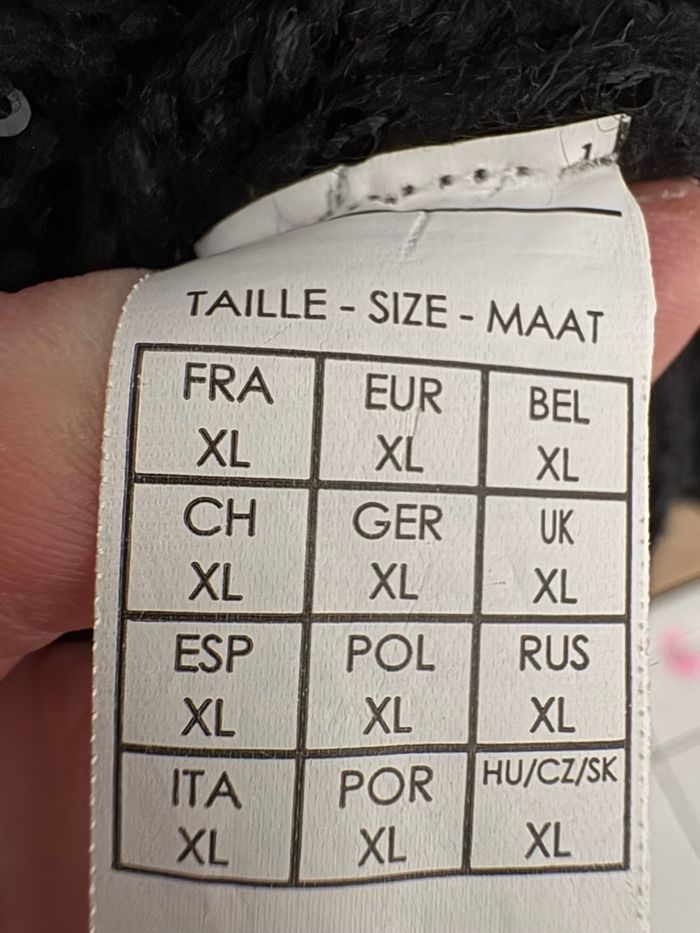 TAILLE - SIZE - MAAT
FRA EUR BEL
XL XL XL
CH GER UK
XL XL XL
ESP POL RUS
XL XL XL
ITA POR HU/CZ/SK
XL XL XL